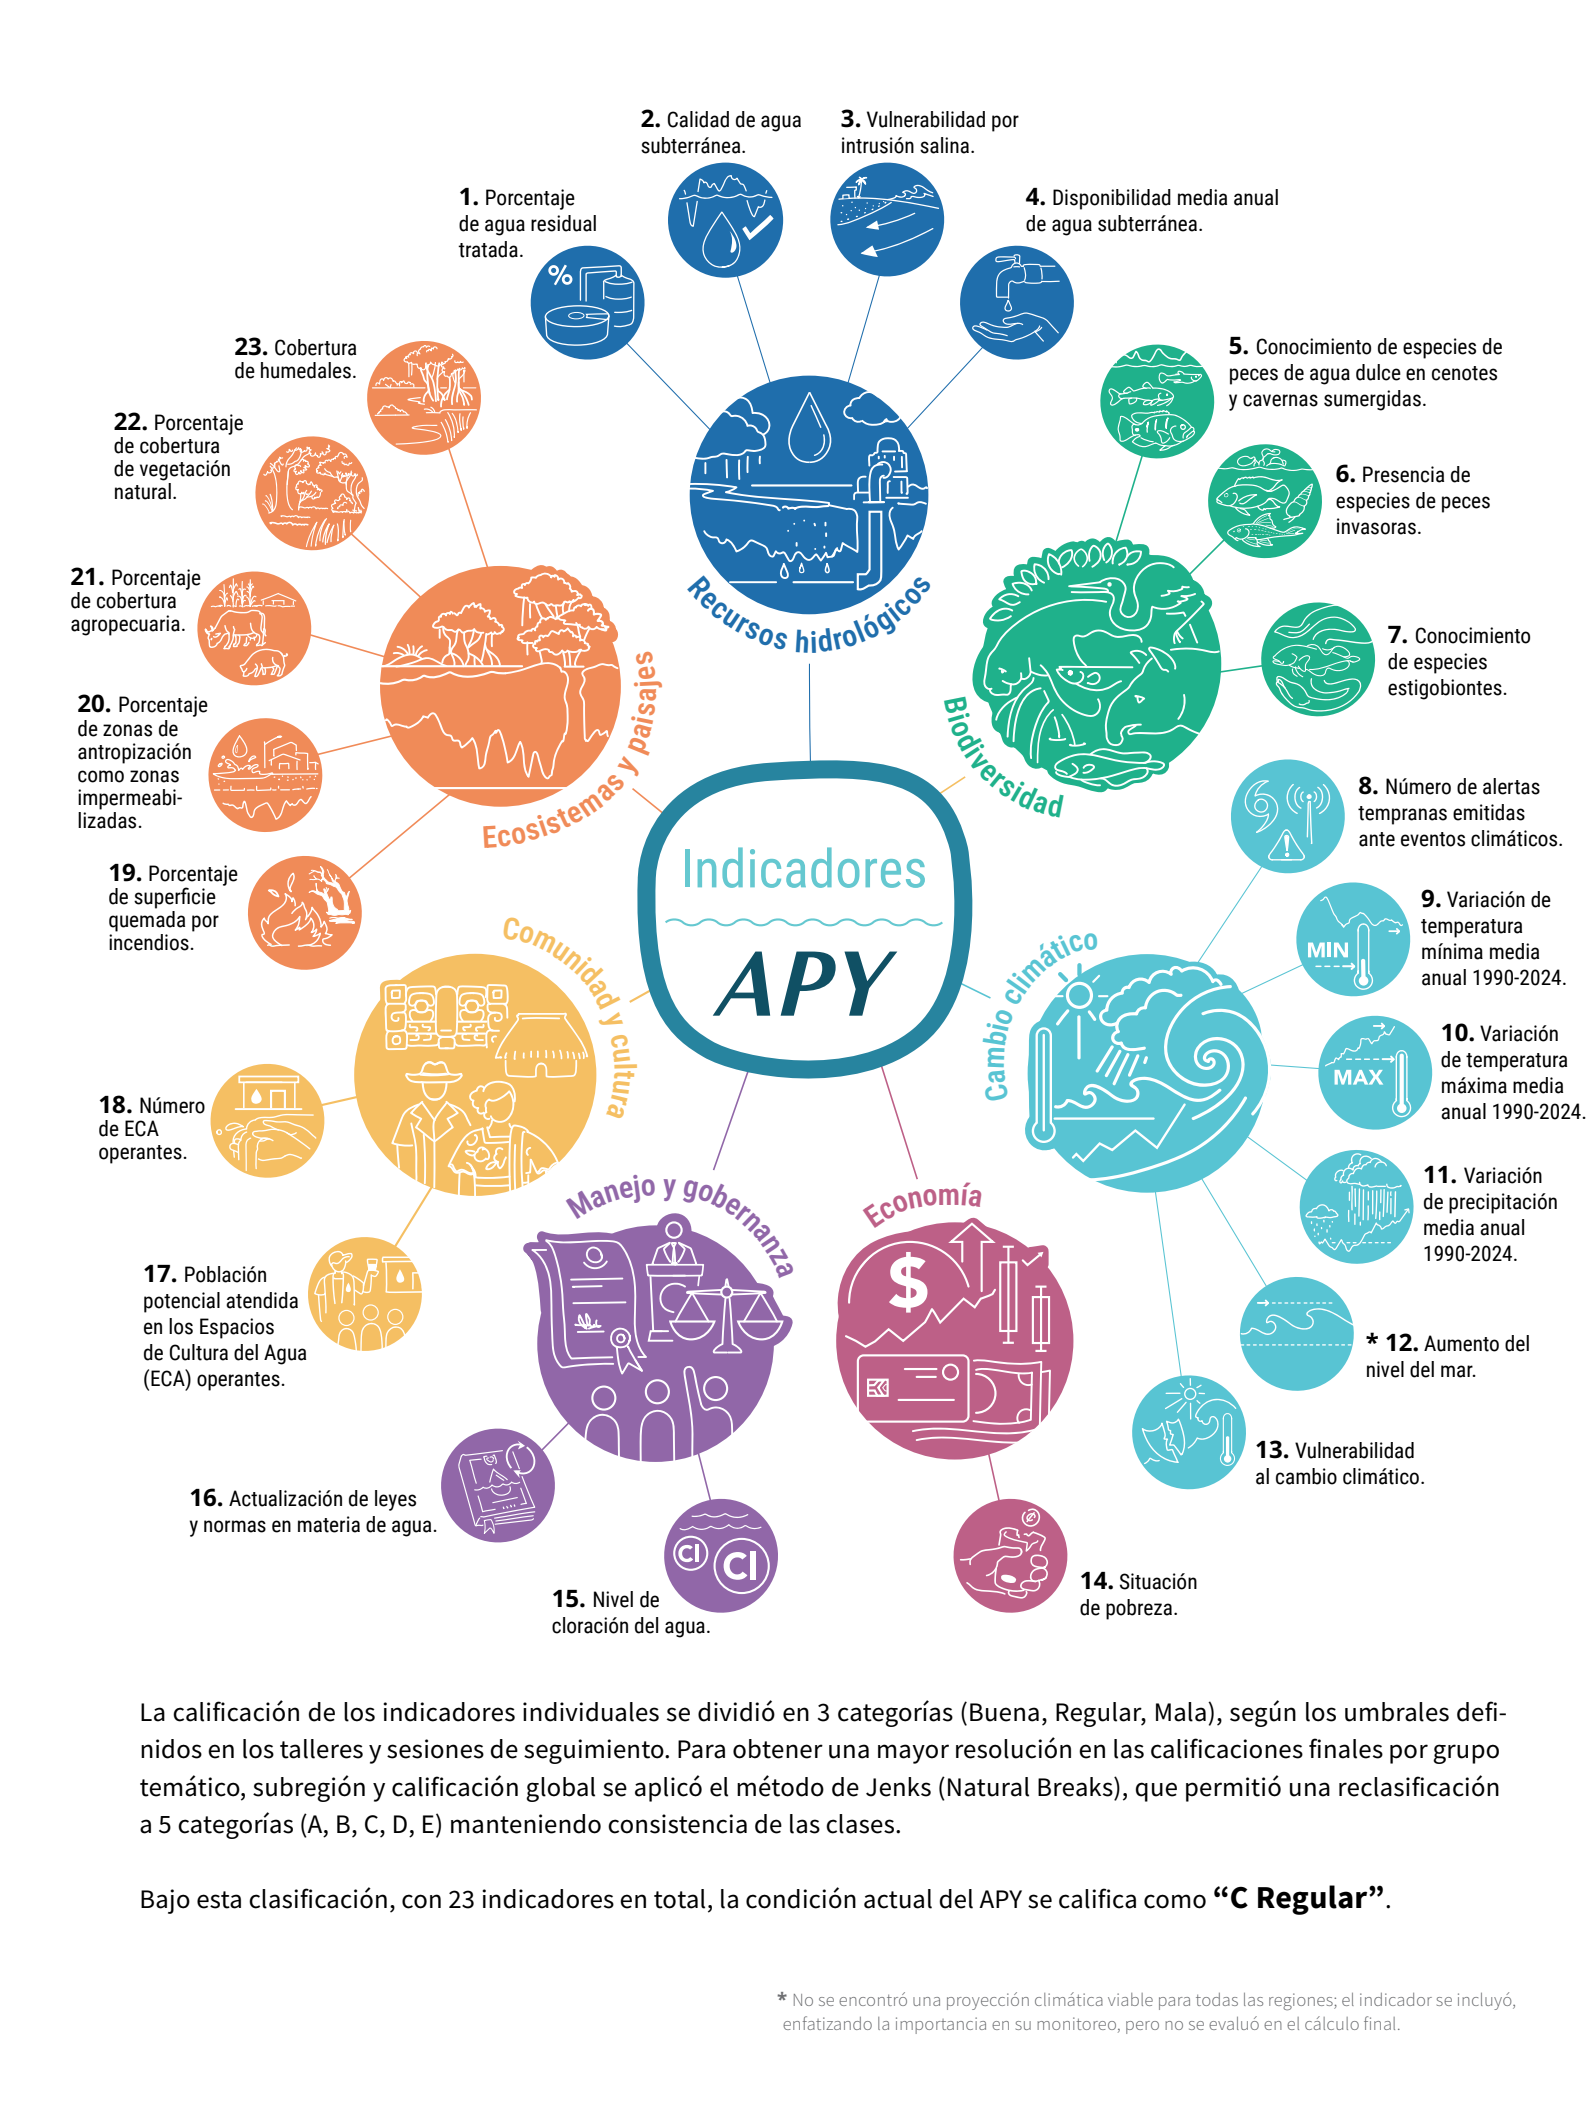 2. Calidad de agua
subterránea.
3. Vulnerabilidad por
intrusión salina.
1. Porcentaje
de agua residual
tratada.
%
4. Disponibilidad media anual
de agua subterránea.
23. Cobertura
de humedales.
5. Conocimiento de especies de
peces de agua dulce en cenotes
y cavernas sumergidas.
22. Porcentaje
de cobertura
de vegetación
natural.
6. Presencia de
especies de peces
invasoras.
21. Porcentaje
de cobertura
agropecuaria.
7. Conocimiento
de especies
estigobiontes.
Recursos hidrológicos
Ecosistemas y paisajes
Biodiversidad
20. Porcentaje
de zonas de
antropización
como zonas
impermeabi-
lizadas.
8. Número de alertas
tempranas emitidas
ante eventos climáticos.
19. Porcentaje
de superficie
quemada por
incendios.
Indicadores
APY
9. Variación de
temperatura
mínima media
anual 1990-2024.
MIN
Comunidad y cultura
Cambio climático
10. Variación
de temperatura
máxima media
anual 1990-2024.
MAX
18. Número
de ECA
operantes.
11. Variación
de precipitación
media anual
1990-2024.
Manejo y gobernanza
Economía
$
17. Población
potencial atendida
en los Espacios
de Cultura del Agua
(ECA) operantes.
* 12. Aumento del
nivel del mar.
13. Vulnerabilidad
al cambio climático.
16. Actualización de leyes
y normas en materia de agua.
Cl
Cl
15. Nivel de
cloración del agua.
14. Situación
de pobreza.
La calificación de los indicadores individuales se dividió en 3 categorías (Buena, Regular, Mala), según los umbrales defi-
nidos en los talleres y sesiones de seguimiento. Para obtener una mayor resolución en las calificaciones finales por grupo
temático, subregión y calificación global se aplicó el método de Jenks (Natural Breaks), que permitió una reclasificación
a 5 categorías (A, B, C, D, E) manteniendo consistencia de las clases.
Bajo esta clasificación, con 23 indicadores en total, la condición actual del APY se califica como “C Regular”.
* No se encontró una proyección climática viable para todas las regiones; el indicador se incluyó,
enfatizando la importancia en su monitoreo, pero no se evaluó en el cálculo final.